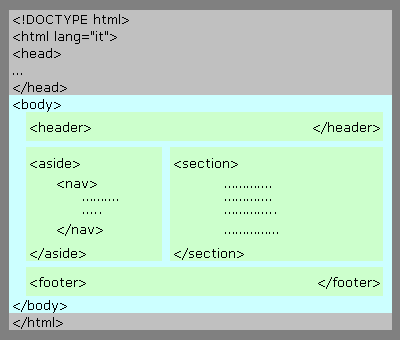 <!DOCTYPE html>
<html lang="it">
<head>
...
</head>
<body>
<header> </header>
<aside>
<nav>
..........
.....
</nav>
</aside>
<section>
.............
.............
..............
...............
</section>
<footer> </footer>
</body>
</html>